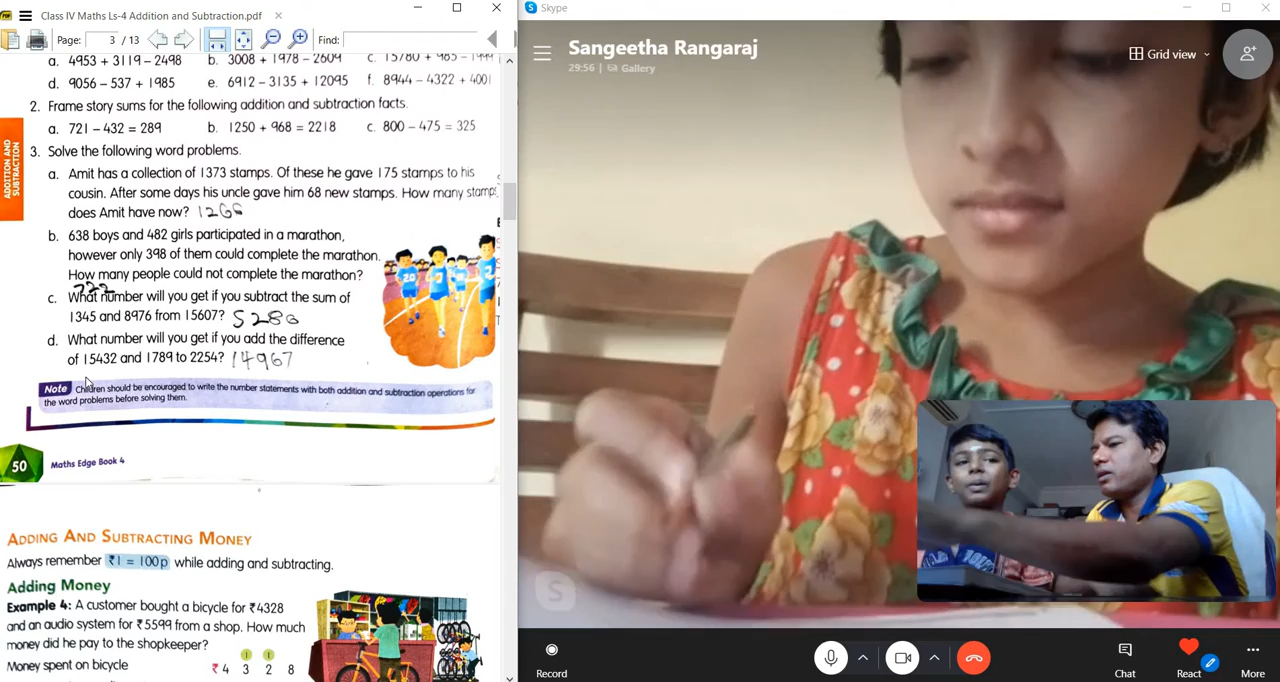 Class IV Maths Ls-4 Addition and Subtraction.pdf
Skype
Page: 3 / 13 Find:
Sangeetha Rangaraj
29:56 | Gallery
Grid view
a. 4953 + 3119 – 2498 b. 3008 + 1978 – 2609 c. 15780 + 985 – 1999
d. 9056 – 537 + 1985 e. 6912 – 3135 + 12095 f. 8944 – 4322 + 4001
2. Frame story sums for the following addition and subtraction facts.
a. 721 – 432 = 289 b. 1250 + 968 = 2218 c. 800 – 475 = 325
3. Solve the following word problems.
ADDITION AND
SUBTRACTION
a. Amit has a collection of 1373 stamps. Of these he gave 175 stamps to his
cousin. After some days his uncle gave him 68 new stamps. How many stamps
does Amit have now? 1266
b. 638 boys and 482 girls participated in a marathon,
however only 398 of them could complete the marathon.
How many people could not complete the marathon?
722
c. What number will you get if you subtract the sum of
1345 and 8976 from 15607? 5286
d. What number will you get if you add the difference
of 15432 and 1789 to 2254? 14967
Note Children should be encouraged to write the number statements with both addition and subtraction operations for
the word problems before solving them.
50 Maths Edge Book 4
ADDING AND SUBTRACTING MONEY
Always remember ₹1 = 100p while adding and subtracting.
Adding Money
Example 4: A customer bought a bicycle for ₹4328
and an audio system for ₹5599 from a shop. How much
money did he pay to the shopkeeper?
1 1
Money spent on bicycle ₹ 4 3 2 8
Record
Chat
React
More